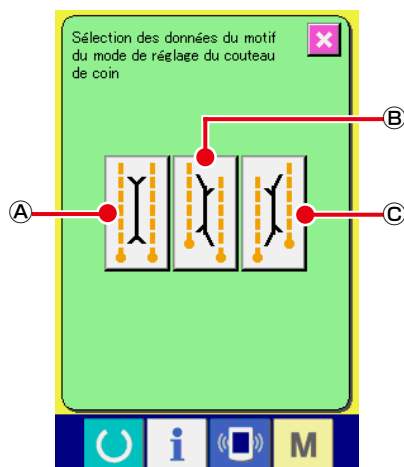 Sélection des données du motif
du mode de réglage du couteau
de coin
B
A
C
i
M